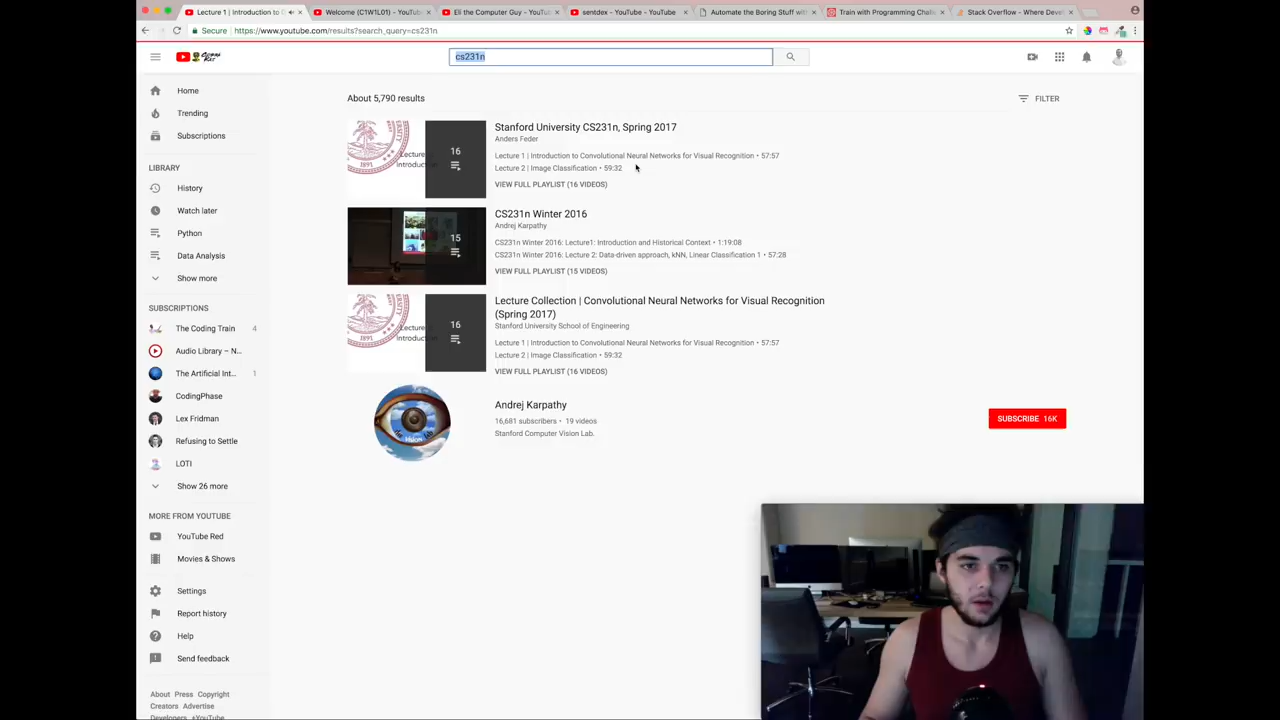 Lecture 1 | Introduction to C
Welcome (C1W1L01) - YouTub
Eli the Computer Guy - YouTub
sentdex - YouTube - YouTube
Automate the Boring Stuff with
Train with Programming Chall
Stack Overflow - Where Devel
Secure https://www.youtube.com/results?search_query=cs231n
cs231n
About 5,790 results
FILTER
Home
Trending
Subscriptions
LIBRARY
History
Watch later
Python
Data Analysis
Show more
SUBSCRIPTIONS
The Coding Train 4
Audio Library – N...
The Artificial Int... 1
CodingPhase
Lex Fridman
Refusing to Settle
LOTI
Show 26 more
MORE FROM YOUTUBE
YouTube Red
Movies & Shows
Settings
Report history
Help
Send feedback
About Press Copyright
Creators Advertise
Developers +YouTube
16
Stanford University CS231n, Spring 2017
Anders Feder
Lecture 1 | Introduction to Convolutional Neural Networks for Visual Recognition • 57:57
Lecture 2 | Image Classification • 59:32
VIEW FULL PLAYLIST (16 VIDEOS)
15
CS231n Winter 2016
Andrej Karpathy
CS231n Winter 2016: Lecture1: Introduction and Historical Context • 1:19:08
CS231n Winter 2016: Lecture 2: Data-driven approach, kNN, Linear Classification 1 • 57:28
VIEW FULL PLAYLIST (15 VIDEOS)
16
Lecture Collection | Convolutional Neural Networks for Visual Recognition
(Spring 2017)
Stanford University School of Engineering
Lecture 1 | Introduction to Convolutional Neural Networks for Visual Recognition • 57:57
Lecture 2 | Image Classification • 59:32
VIEW FULL PLAYLIST (16 VIDEOS)
Andrej Karpathy
16,681 subscribers • 19 videos
Stanford Computer Vision Lab.
SUBSCRIBE 16K